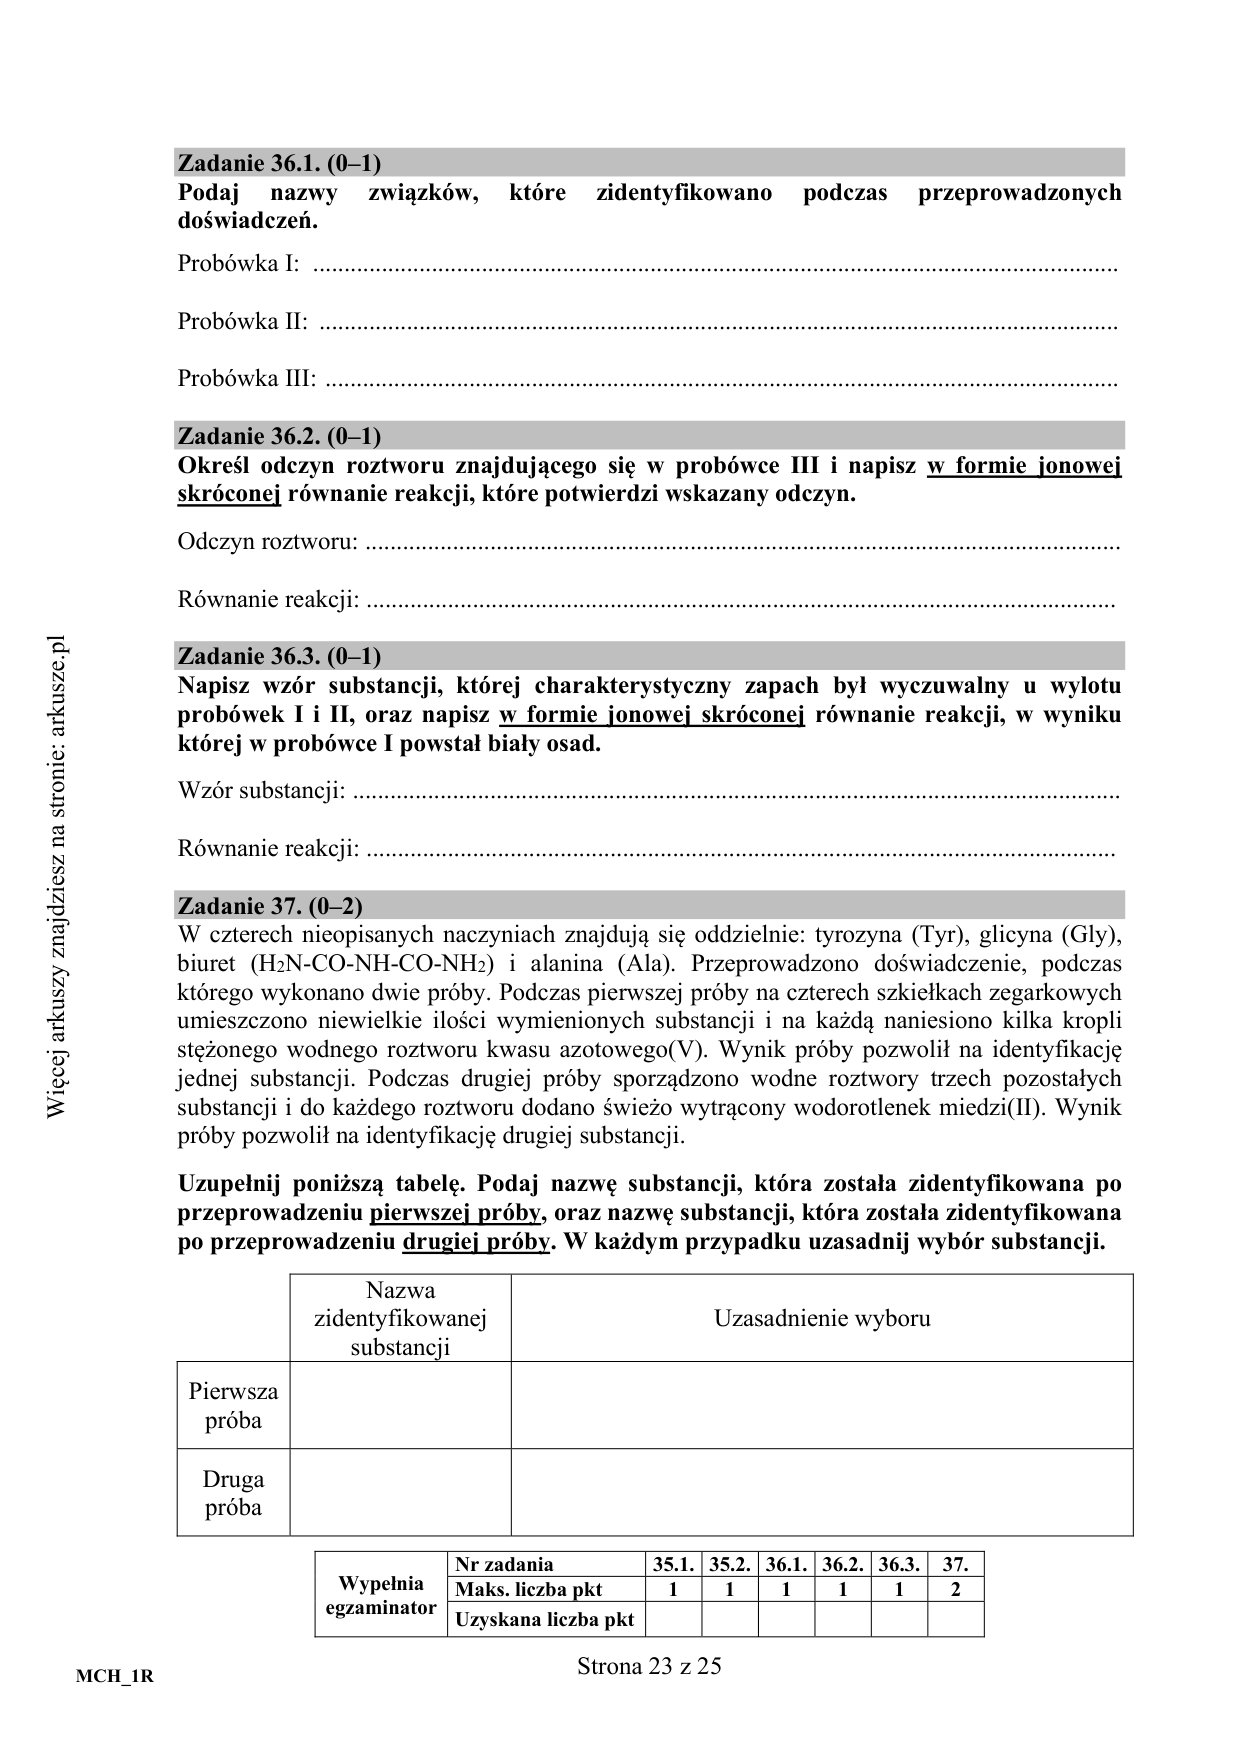 Zadanie 36.1. (0–1)
Podaj nazwy związków, które zidentyfikowano podczas przeprowadzonych
doświadczeń.
Probówka I: ....................................................................................................
Probówka II: ....................................................................................................
Probówka III: ....................................................................................................
Zadanie 36.2. (0–1)
Określ odczyn roztworu znajdującego się w probówce III i napisz w formie jonowej
skróconej równanie reakcji, które potwierdzi wskazany odczyn.
Odczyn roztworu: ....................................................................................................
Równanie reakcji: ....................................................................................................
Zadanie 36.3. (0–1)
Napisz wzór substancji, której charakterystyczny zapach był wyczuwalny u wylotu
probówek I i II, oraz napisz w formie jonowej skróconej równanie reakcji, w wyniku
której w probówce I powstał biały osad.
Wzór substancji: ....................................................................................................
Równanie reakcji: ....................................................................................................
Zadanie 37. (0–2)
W czterech nieopisanych naczyniach znajdują się oddzielnie: tyrozyna (Tyr), glicyna (Gly),
biuret (H2N-CO-NH-CO-NH2) i alanina (Ala). Przeprowadzono doświadczenie, podczas
którego wykonano dwie próby. Podczas pierwszej próby na czterech szkiełkach zegarkowych
umieszczono niewielkie ilości wymienionych substancji i na każdą naniesiono kilka kropli
stężonego wodnego roztworu kwasu azotowego(V). Wynik próby pozwolił na identyfikację
jednej substancji. Podczas drugiej próby sporządzono wodne roztwory trzech pozostałych
substancji i do każdego roztworu dodano świeżo wytrącony wodorotlenek miedzi(II). Wynik
próby pozwolił na identyfikację drugiej substancji.
Uzupełnij poniższą tabelę. Podaj nazwę substancji, która została zidentyfikowana po
przeprowadzeniu pierwszej próby, oraz nazwę substancji, która została zidentyfikowana
po przeprowadzeniu drugiej próby. W każdym przypadku uzasadnij wybór substancji.
Nazwa
zidentyfikowanej
substancji
Uzasadnienie wyboru
Pierwsza
próba
Druga
próba
Wypełnia
egzaminator
Nr zadania 35.1. 35.2. 36.1. 36.2. 36.3. 37.
Maks. liczba pkt 1 1 1 1 1 2
Uzyskana liczba pkt
Strona 23 z 25
MCH_1R
Więcej arkuszy znajdziesz na stronie: arkusze.pl